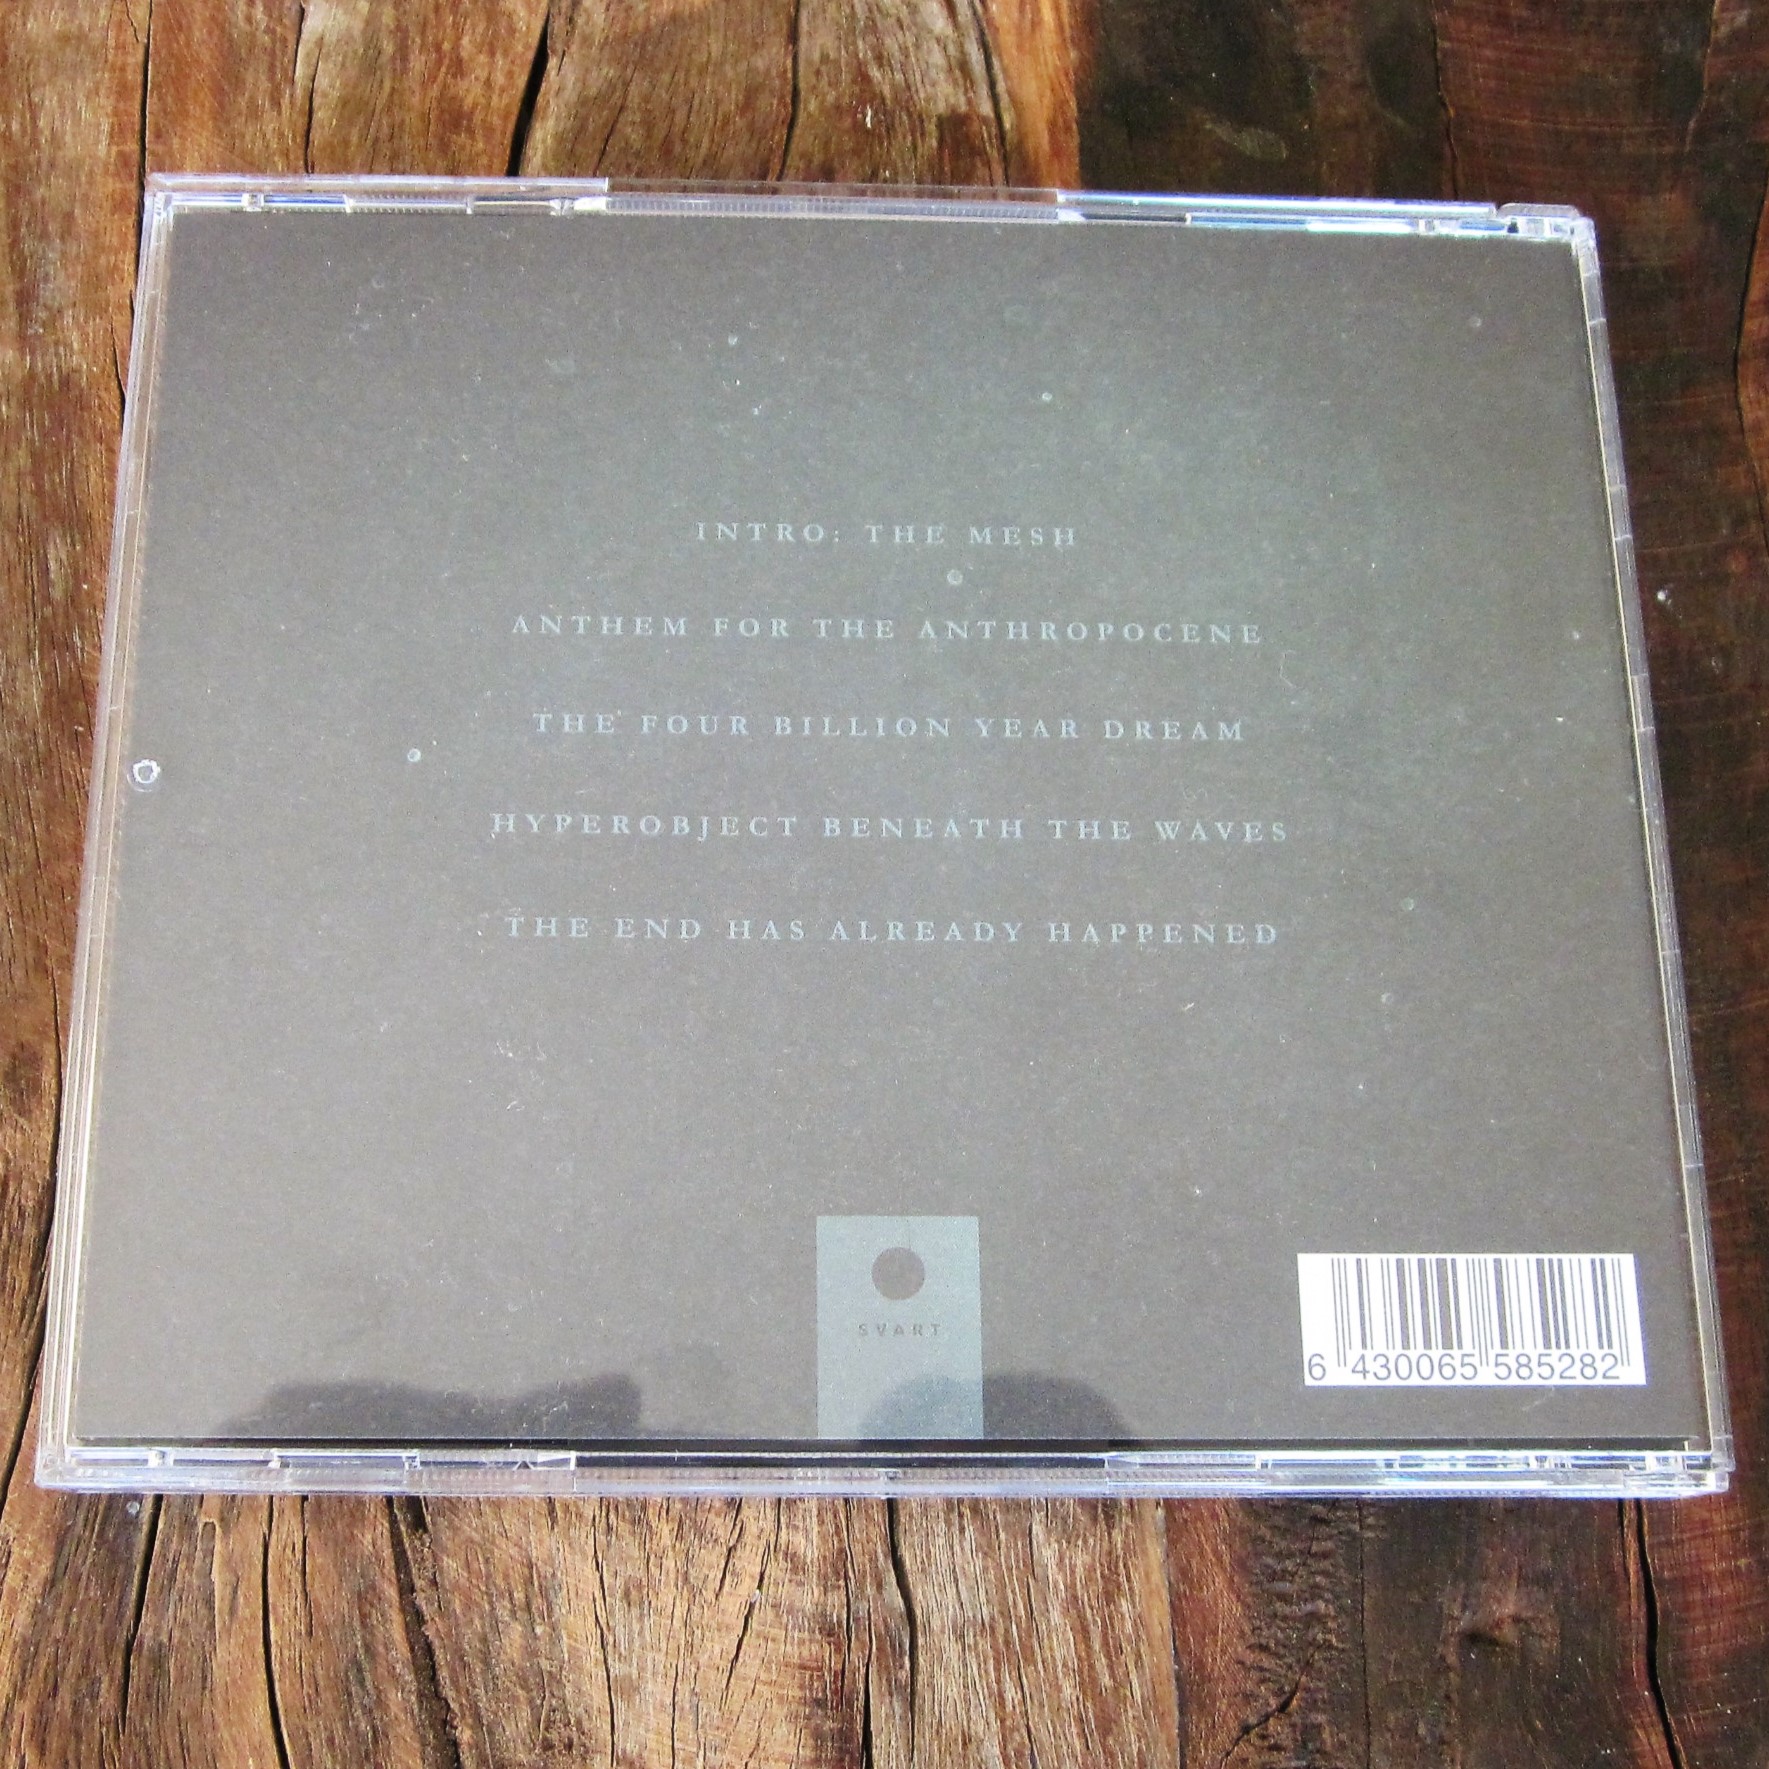 INTRO: THE MESH
ANTHEM FOR THE ANTHROPOCENE
THE FOUR BILLION YEAR DREAM
HYPEROBJECT BENEATH THE WAVES
THE END HAS ALREADY HAPPENED
SVART
6 430065 585282